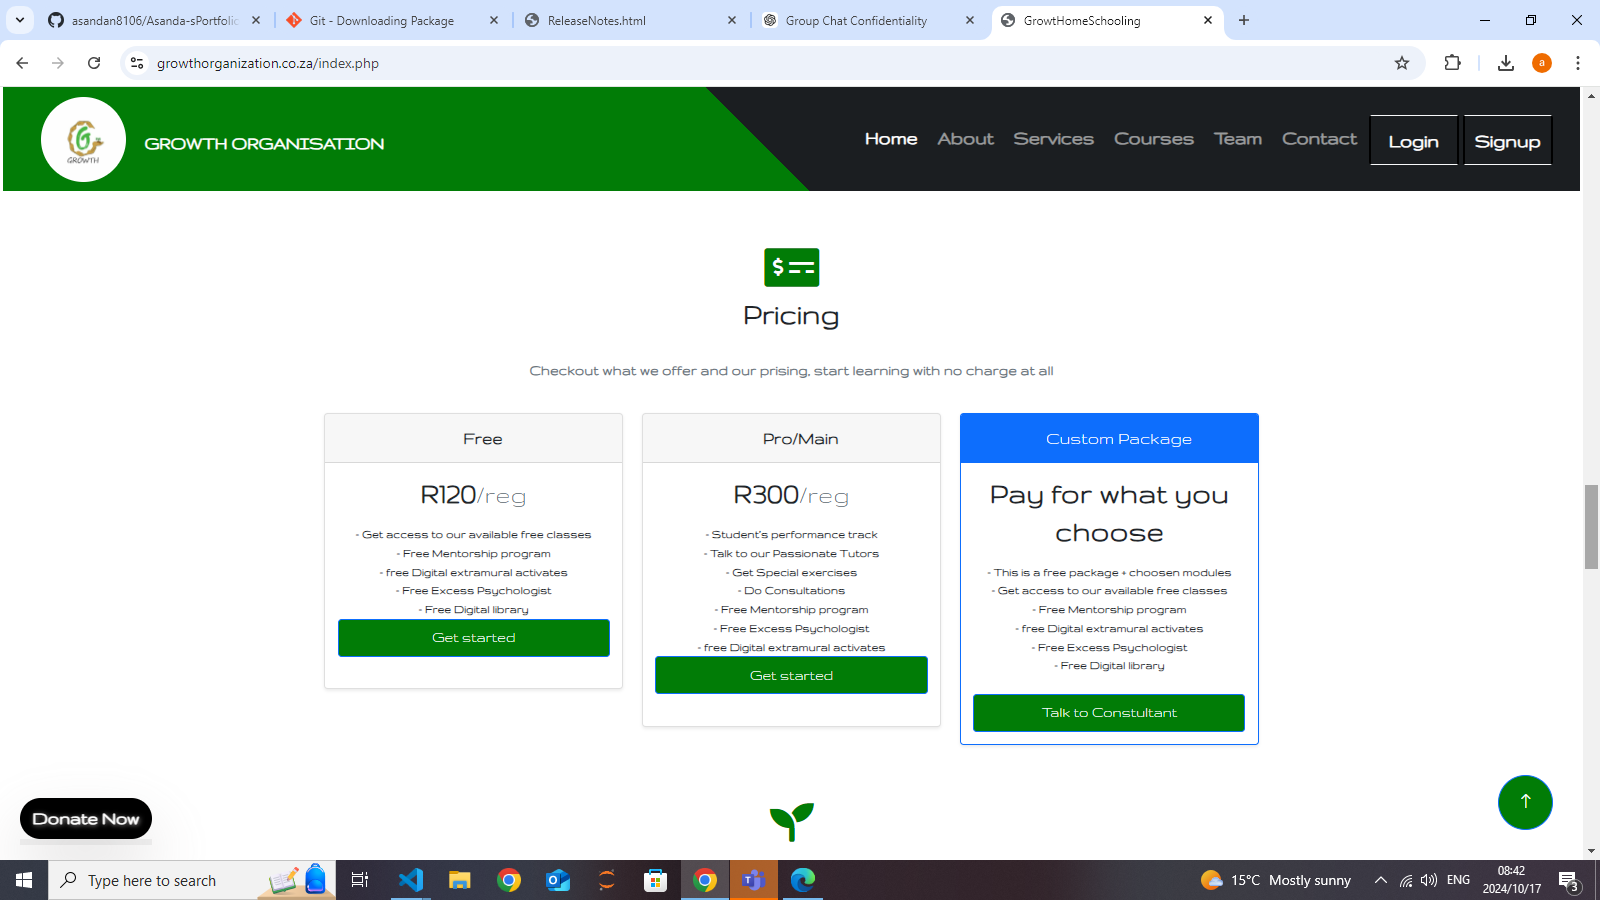 asandan8106/Asanda-sPortfolio
Git - Downloading Package
ReleaseNotes.html
Group Chat Confidentiality
GrowtHomeSchooling
growthorganization.co.za/index.php
a
G
GROWTH
GROWTH ORGANISATION
Home
About
Services
Courses
Team
Contact
Login
Signup
$
Pricing
Checkout what we offer and our prising, start learning with no charge at all
Free
R120/reg
- Get access to our available free classes
- Free Mentorship program
- free Digital extramural activates
- Free Excess Psychologist
- Free Digital library
Get started
Pro/Main
R300/reg
- Student's performance track
- Talk to our Passionate Tutors
- Get Special exercises
- Do Consultations
- Free Mentorship program
- Free Excess Psychologist
- free Digital extramural activates
Get started
Custom Package
Pay for what you
choose
- This is a free package + choosen modules
- Get access to our available free classes
- Free Mentorship program
- free Digital extramural activates
- Free Excess Psychologist
- Free Digital library
Talk to Constultant
Donate Now
Type here to search
15°C Mostly sunny
ENG
08:42
2024/10/17
3